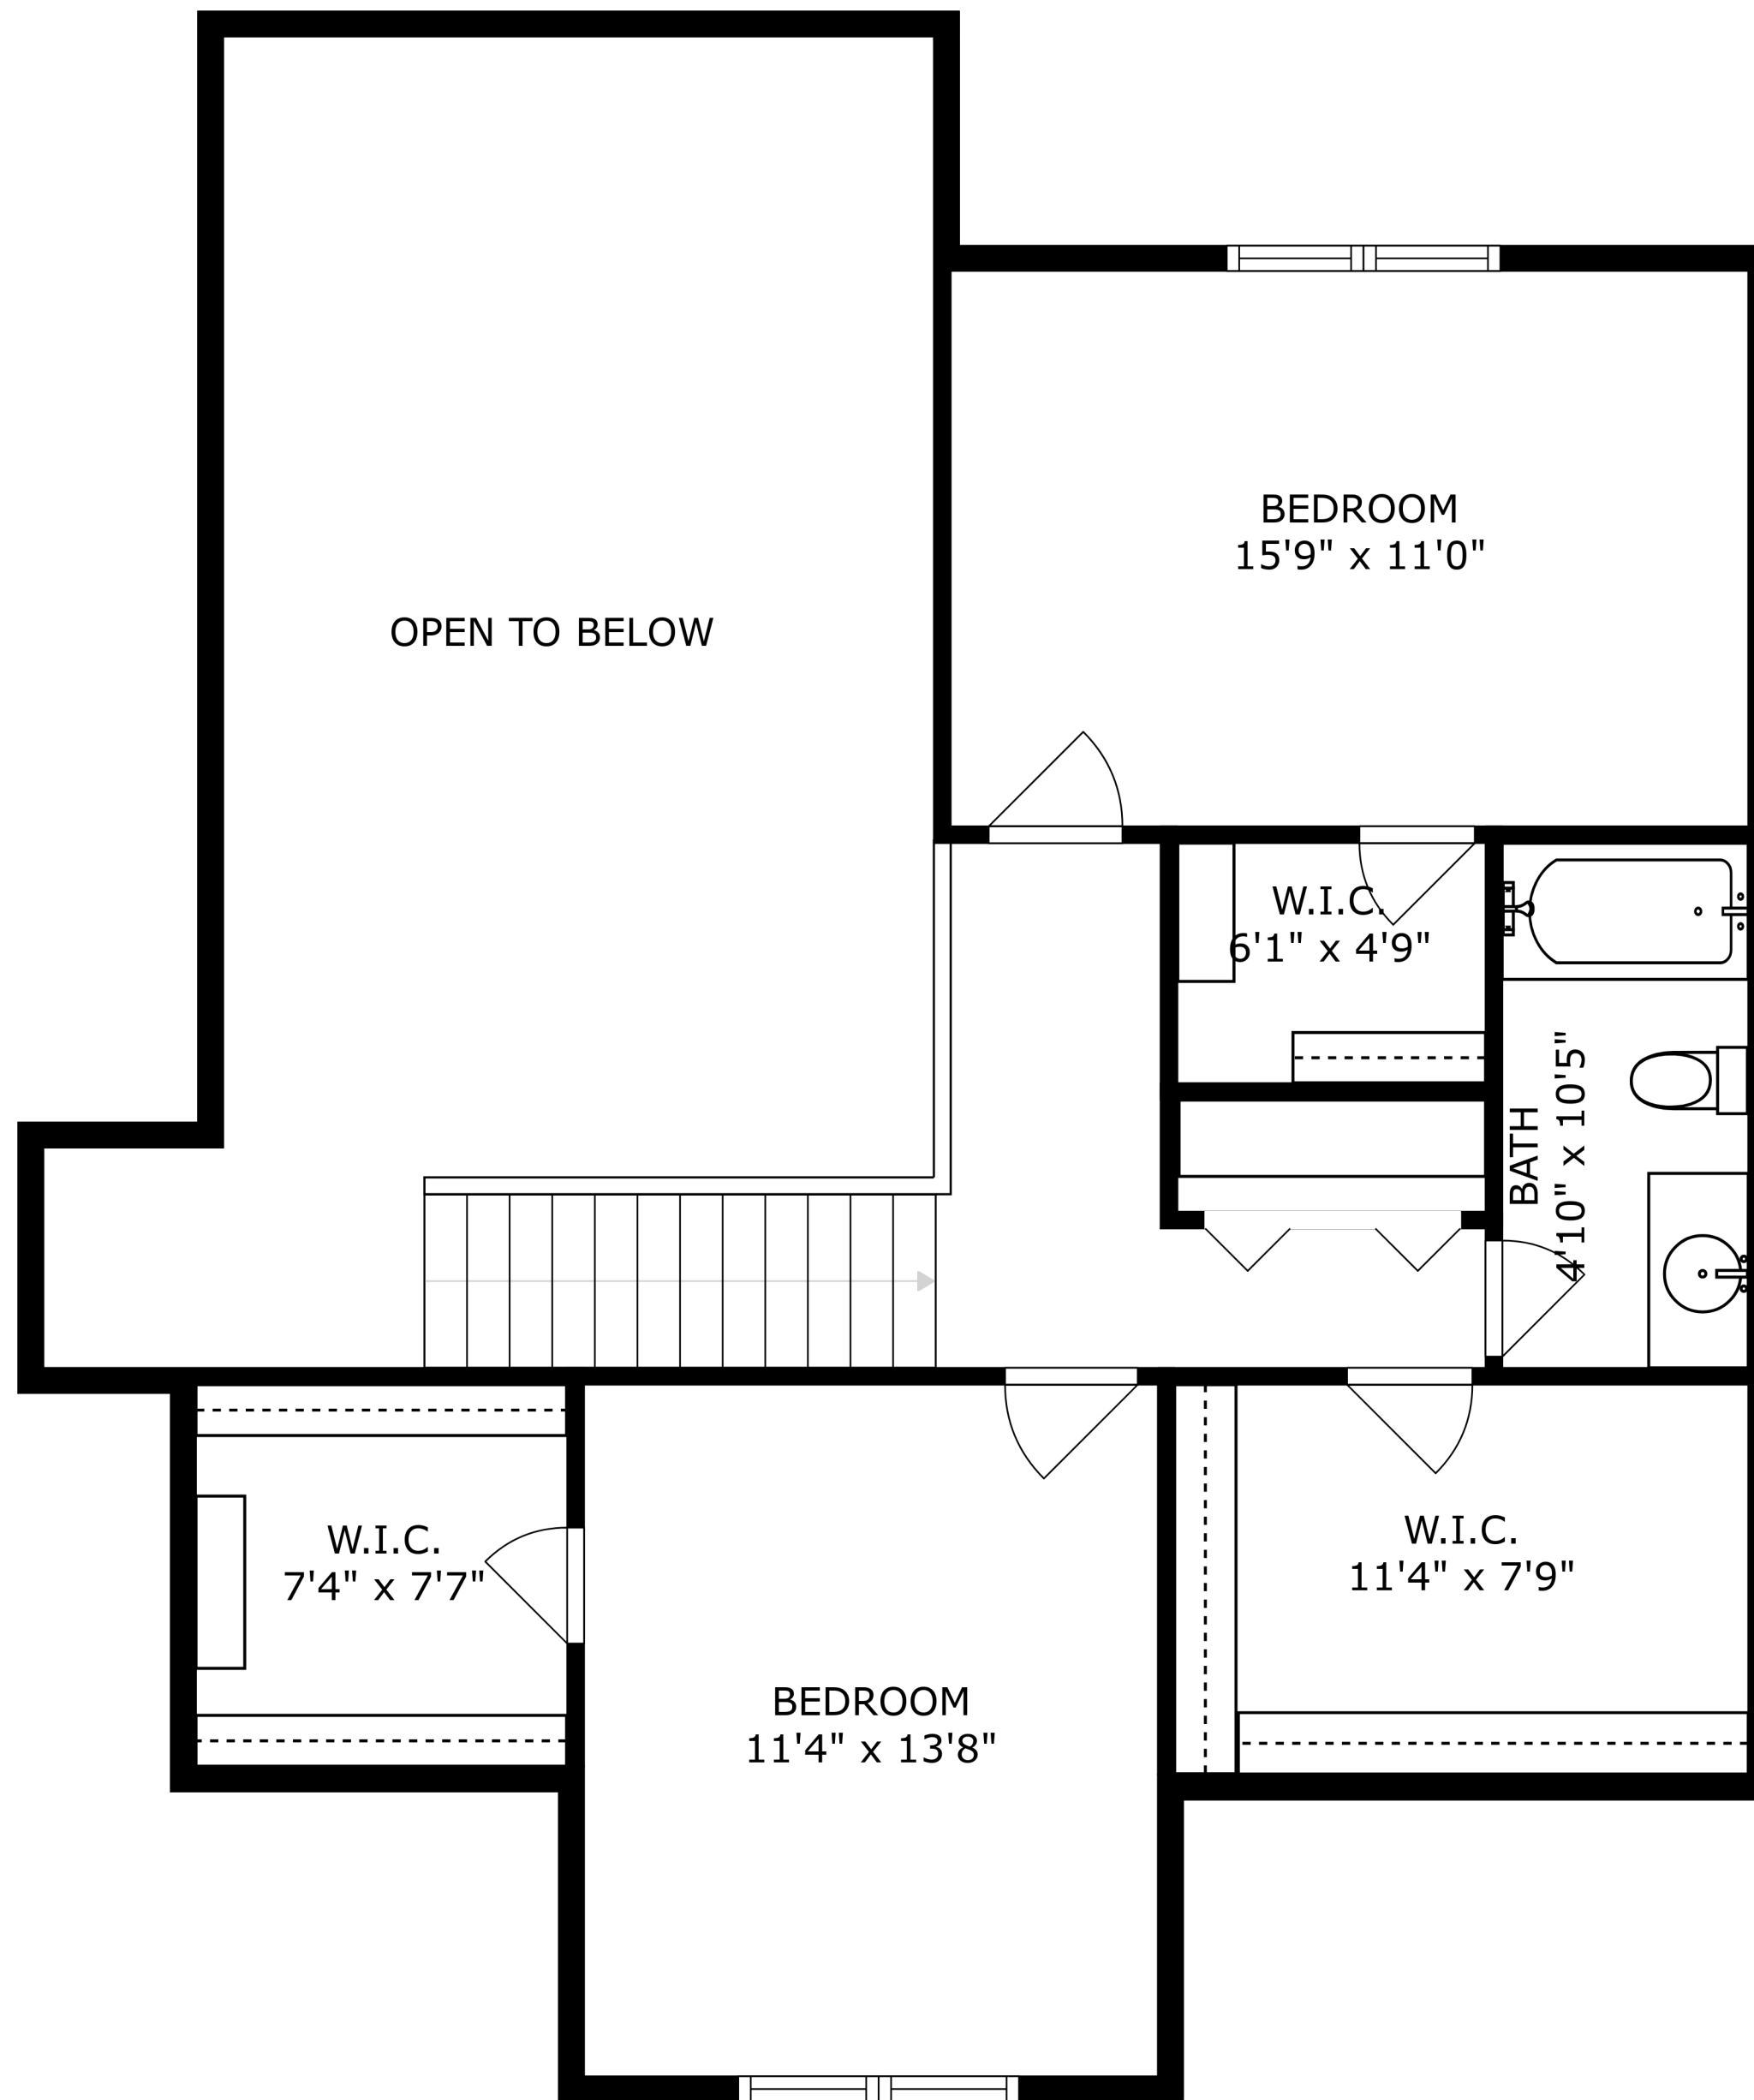 BEDROOM
15'9" x 11'0"
OPEN TO BELOW
W.I.C.
6'1" x 4'9"
BATH
4'10" x 10'5"
W.I.C.
7'4" x 7'7"
W.I.C.
11'4" x 7'9"
BEDROOM
11'4" x 13'8"